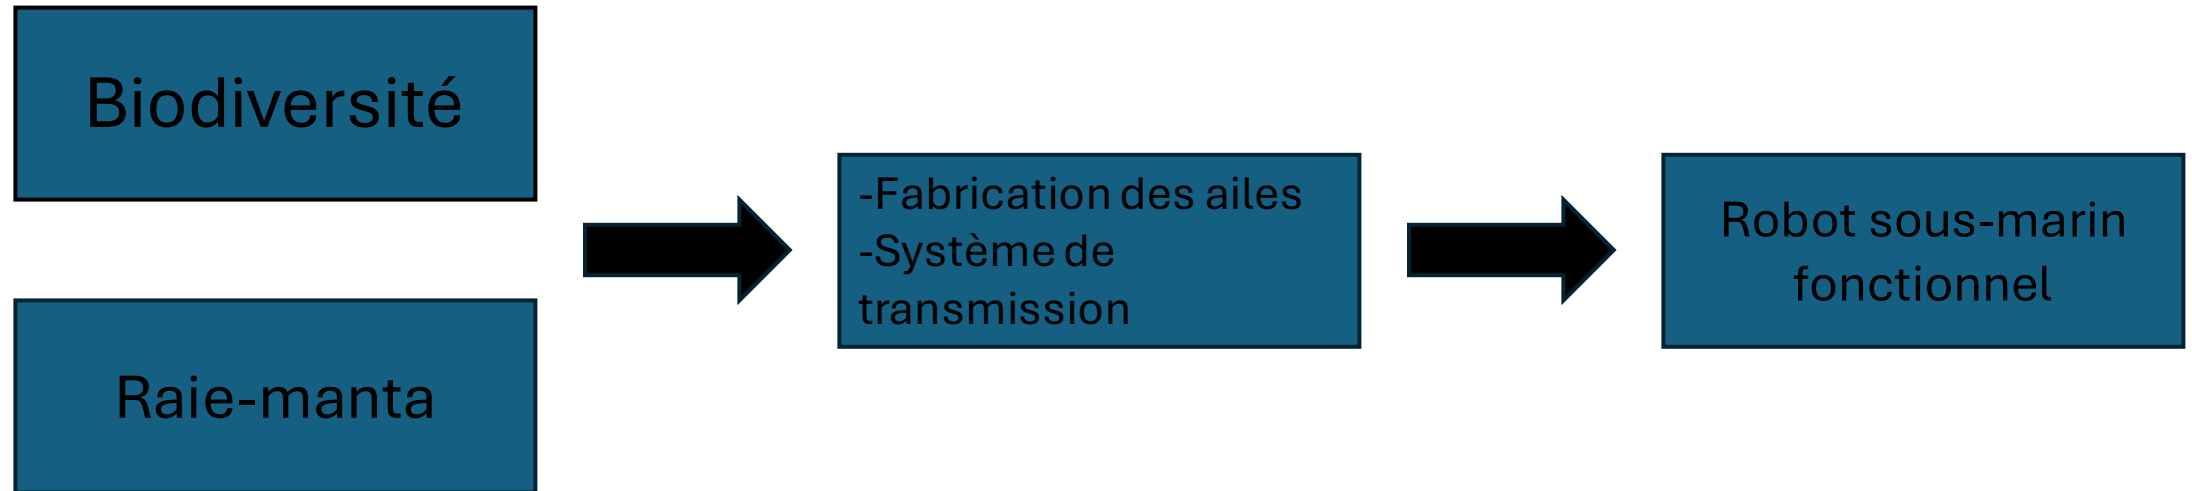 Biodiversité
Raie-manta
-Fabrication des ailes
-Système de
transmission
Robot sous-marin
fonctionnel